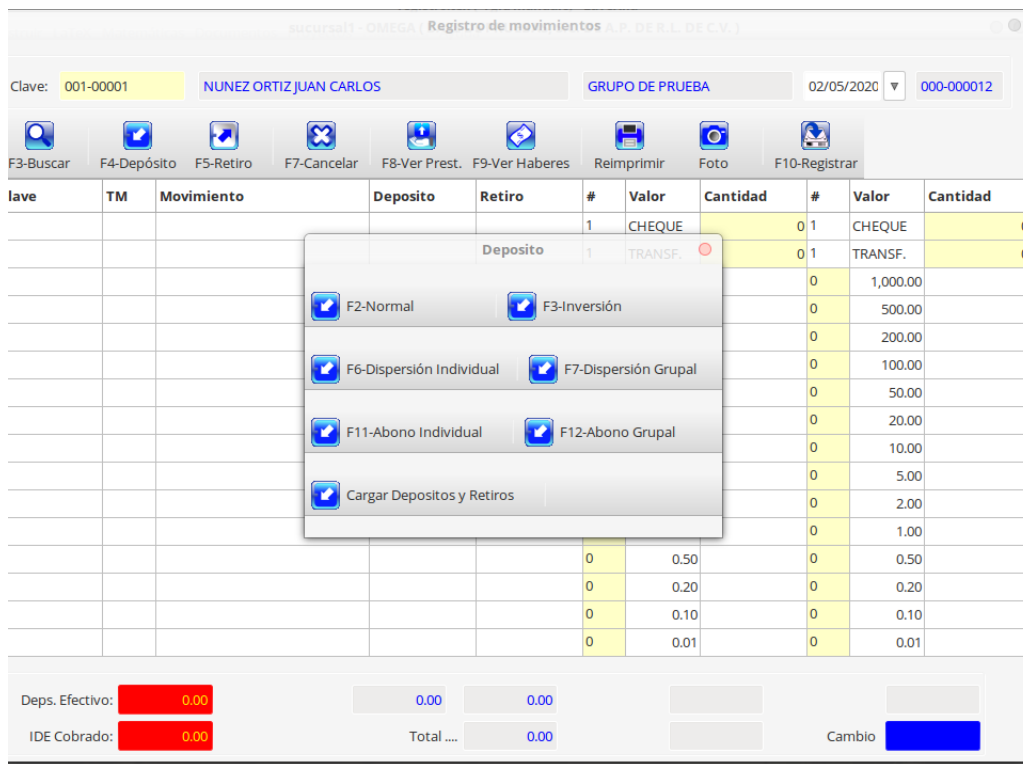 Registro de movimientos
sucursal1 - OMEGA A.P. DE R.L. DE C.V. ]
Clave: 001-00001 NUNEZ ORTIZ JUAN CARLOS GRUPO DE PRUEBA 02/05/2020 000-000012
F3-Buscar F4-Depósito F5-Retiro F7-Cancelar F8-Ver Prest. F9-Ver Haberes Reimprimir Foto F10-Registrar
lave TM Movimiento Deposito Retiro # Valor Cantidad # Valor Cantidad
1 CHEQUE 0 1 CHEQUE 0
Deposito
1 TRANSF. 0 1 TRANSF. 0
0 1,000.00
F2-Normal F3-Inversión
0 500.00
0 200.00
F6-Dispersión Individual F7-Dispersión Grupal
0 100.00
0 50.00
0 20.00
F11-Abono Individual F12-Abono Grupal
0 10.00
0 5.00
Cargar Depositos y Retiros
0 2.00
0 1.00
0 0.50 0 0.50
0 0.20 0 0.20
0 0.10 0 0.10
0 0.01 0 0.01
Deps. Efectivo: 0.00 0.00 0.00
IDE Cobrado: 0.00 Total .... 0.00 Cambio